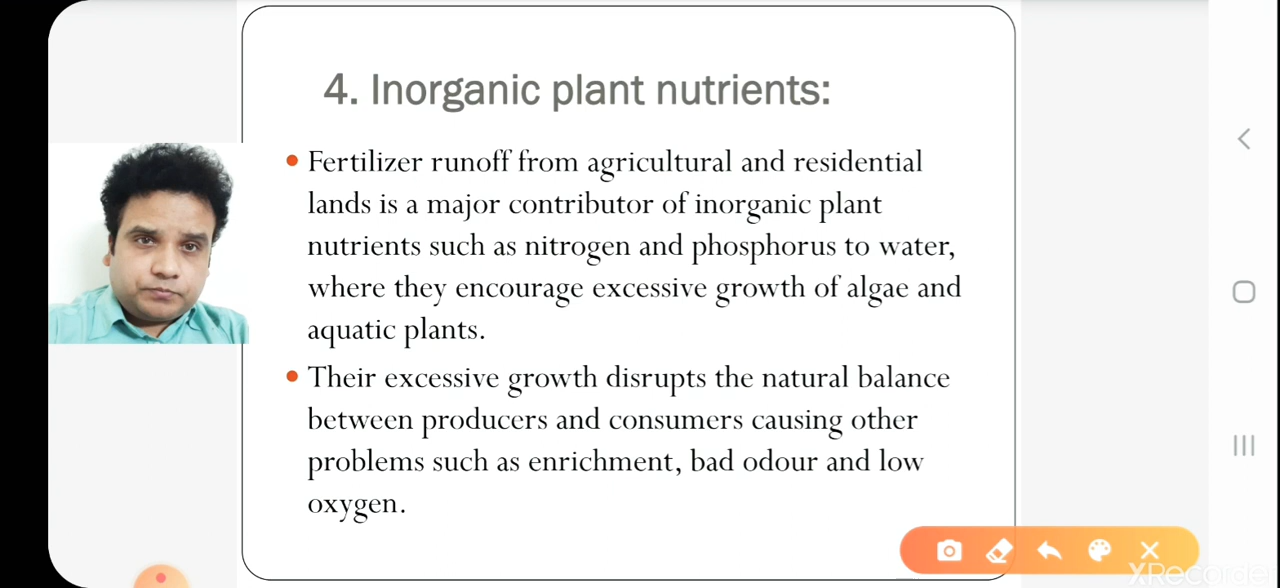 4. Inorganic plant nutrients:
• Fertilizer runoff from agricultural and residential
lands is a major contributor of inorganic plant
nutrients such as nitrogen and phosphorus to water,
where they encourage excessive growth of algae and
aquatic plants.
• Their excessive growth disrupts the natural balance
between producers and consumers causing other
problems such as enrichment, bad odour and low
oxygen.
XRecorder